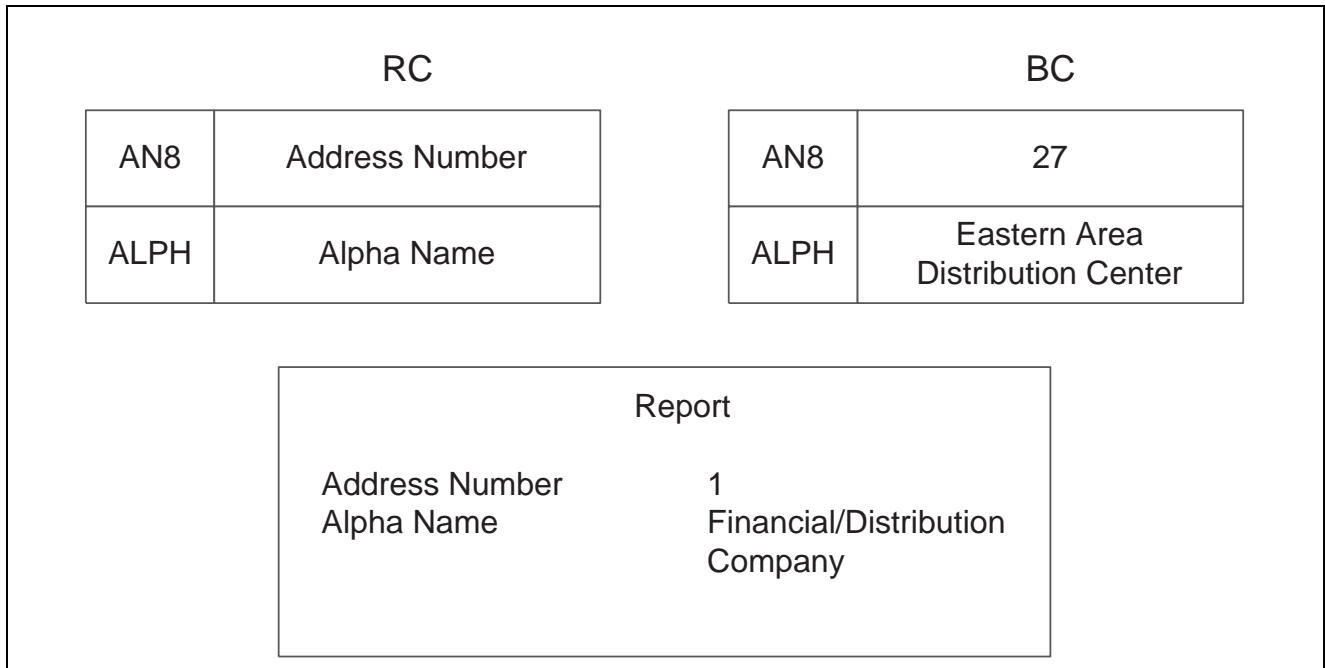 RC
AN8 Address Number
ALPH Alpha Name
BC
AN8 27
ALPH Eastern Area
Distribution Center
Report
Address Number 1
Alpha Name Financial/Distribution
Company